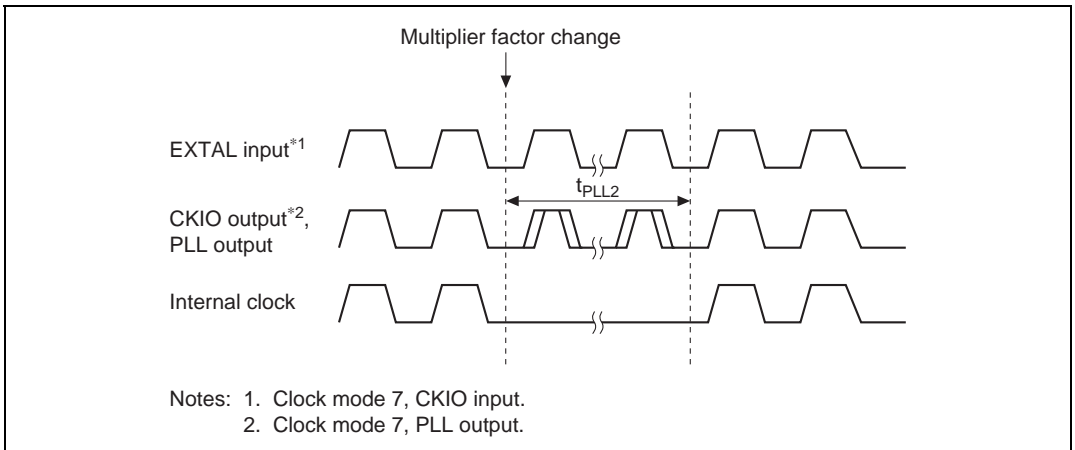 Multiplier factor change
EXTAL input*1
tPLL2
CKIO output*2,
PLL output
Internal clock
Notes: 1. Clock mode 7, CKIO input.
2. Clock mode 7, PLL output.